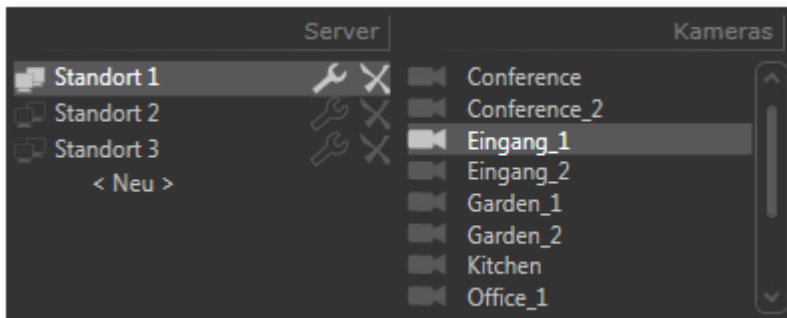 Server
Standort 1
Standort 2
Standort 3
< Neu >
Kameras
Conference
Conference_2
Eingang_1
Eingang_2
Garden_1
Garden_2
Kitchen
Office_1